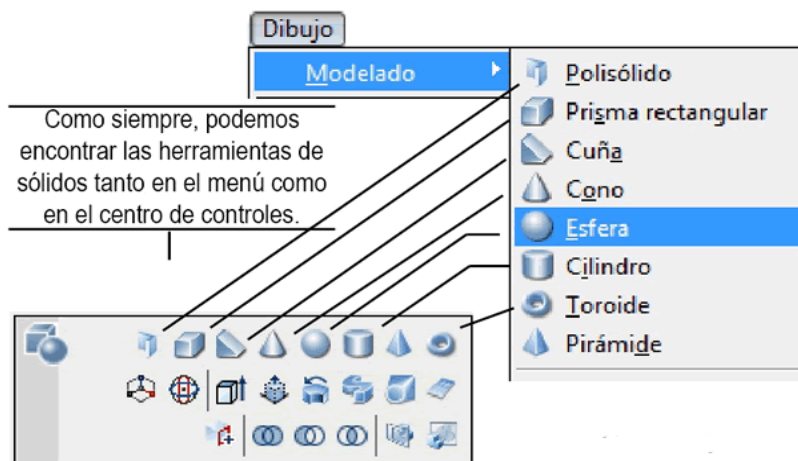 Dibujo
Modelado
Como siempre, podemos
encontrar las herramientas de
sólidos tanto en el menú como
en el centro de controles.
Polisólido
Prisma rectangular
Cuña
Cono
Esfera
Cilindro
Toroide
Pirámide